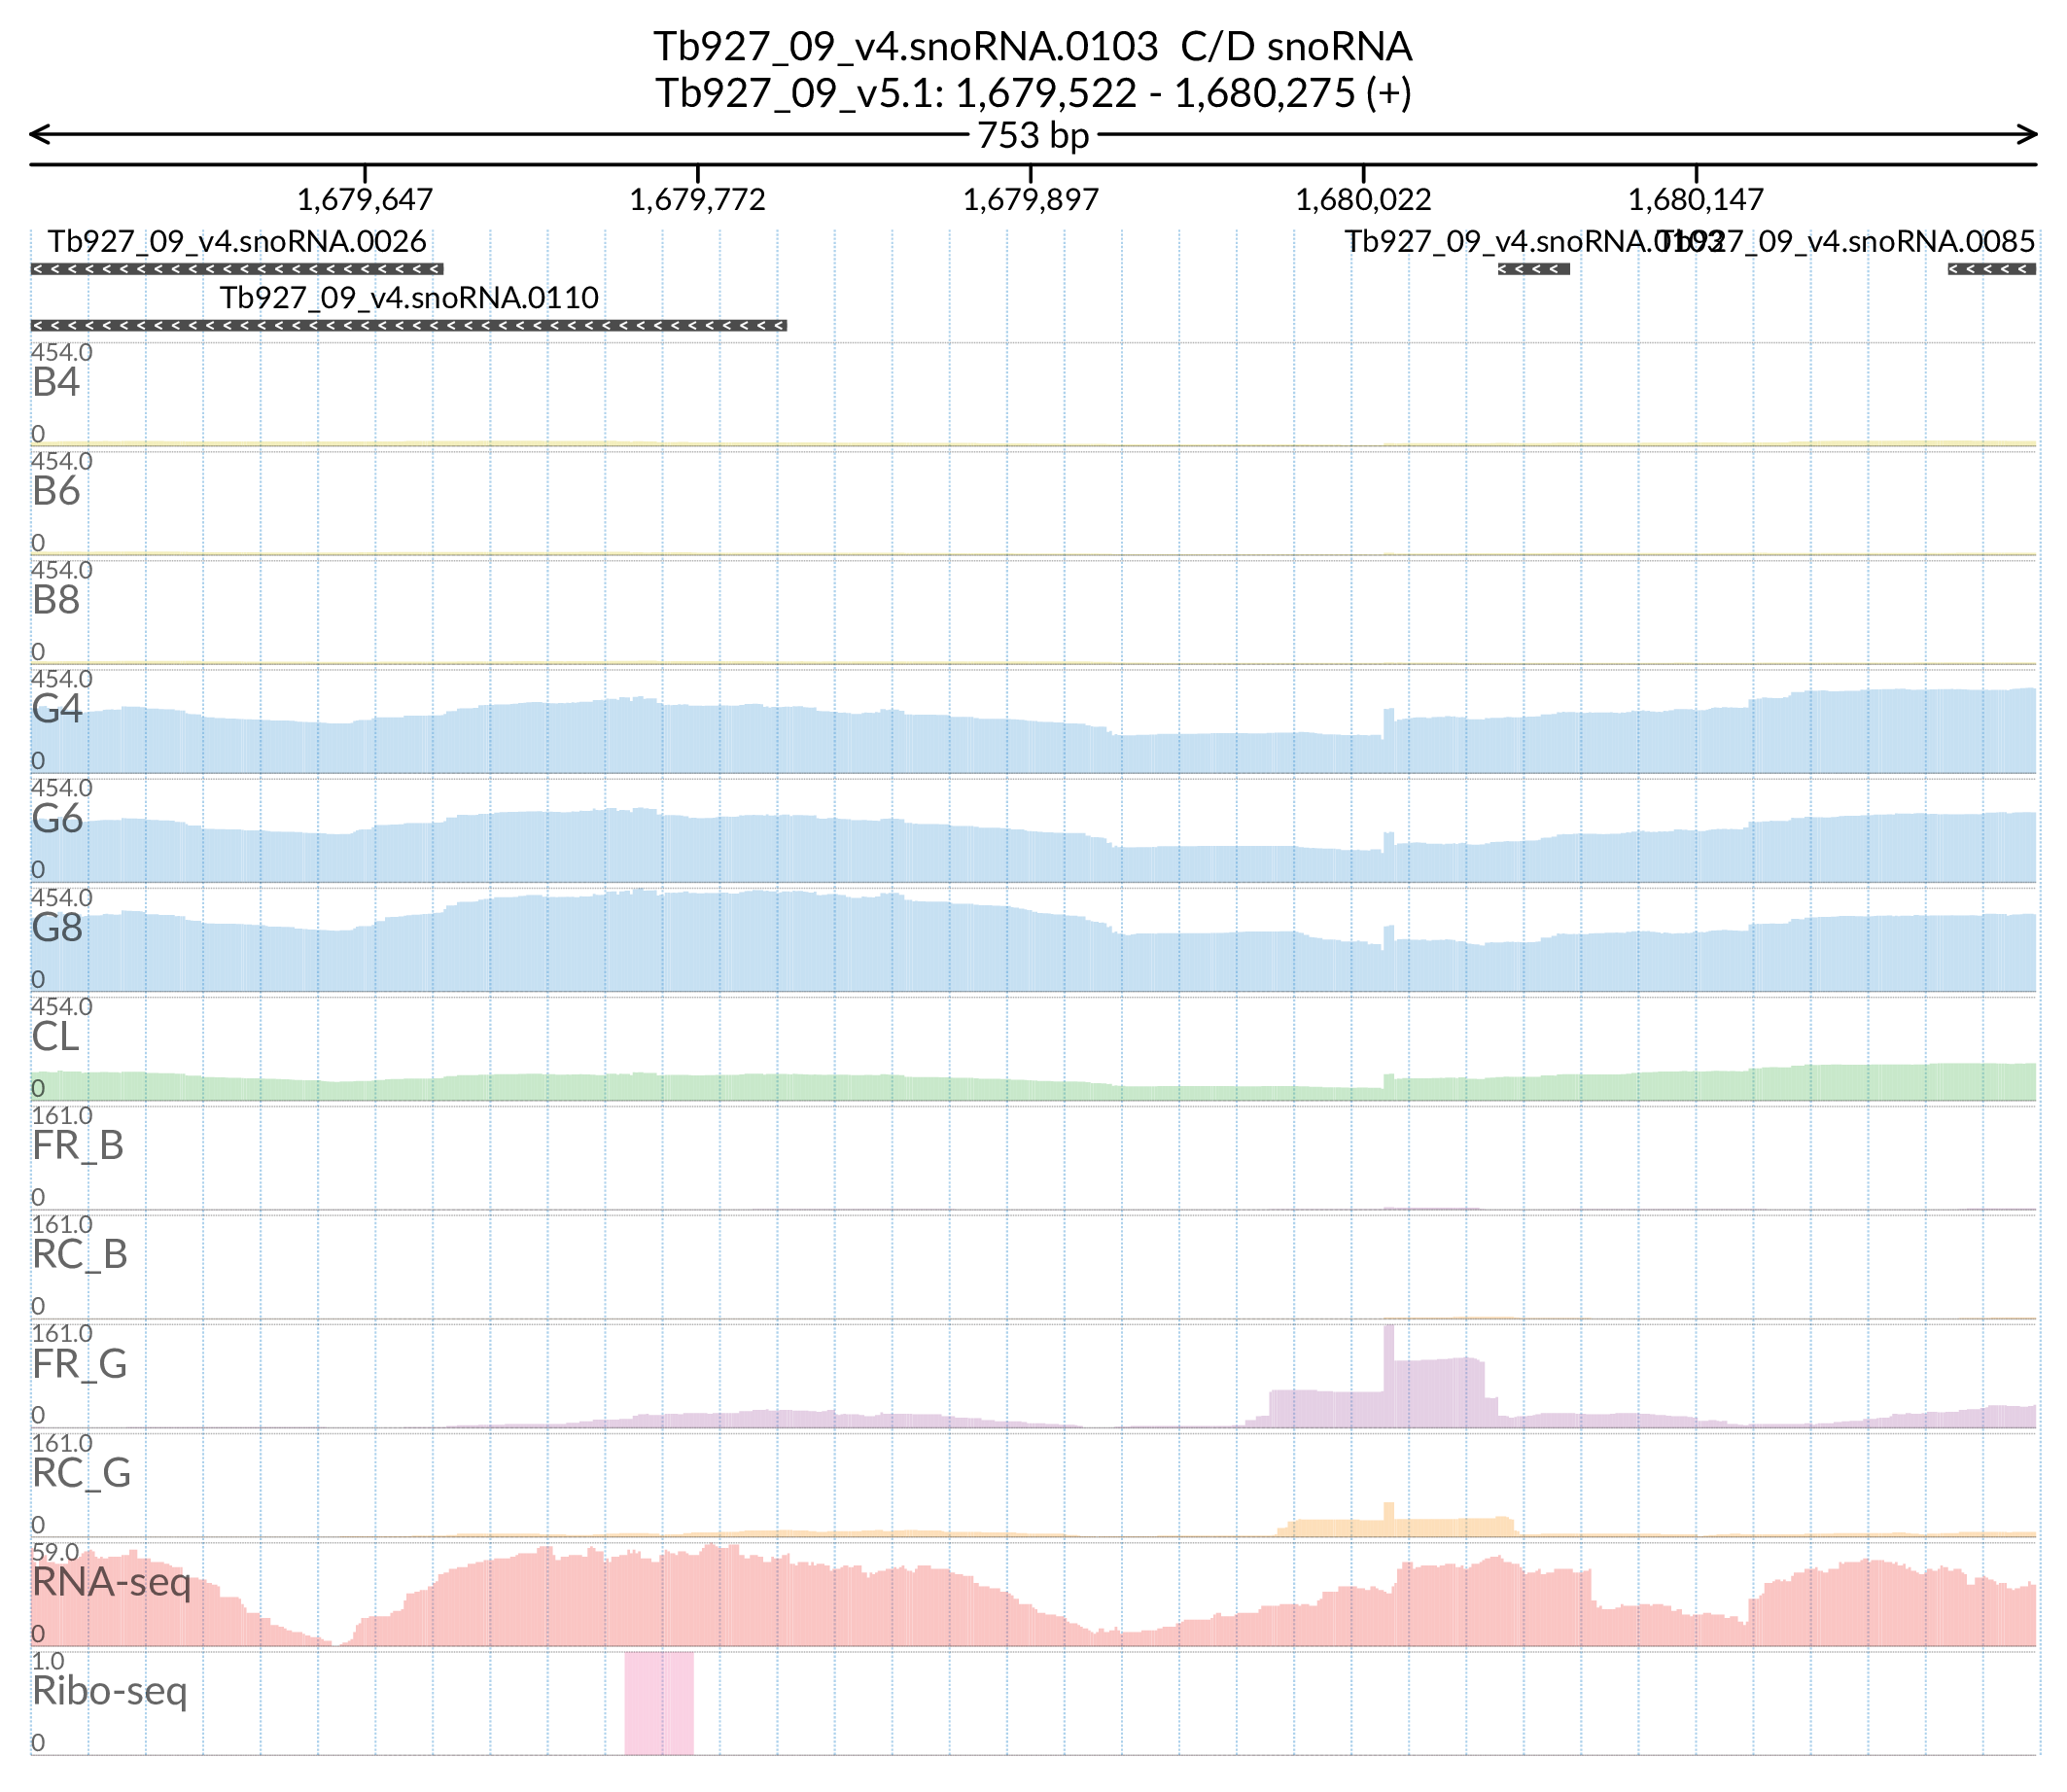 Tb927_09_v4.snoRNA.0103 C/D snoRNA
Tb927_09_v5.1: 1,679,522 - 1,680,275 (+)
753 bp
1,679,647 1,679,772 1,679,897 1,680,022 1,680,147
Tb927_09_v4.snoRNA.0026 Tb927_09_v4.snoRNA.0103 Tb927_09_v4.snoRNA.0085
Tb927_09_v4.snoRNA.0110
454.0
B4
0
454.0
B6
0
454.0
B8
0
454.0
G4
0
454.0
G6
0
454.0
G8
0
454.0
CL
0
161.0
FR_B
0
161.0
RC_B
0
161.0
FR_G
0
161.0
RC_G
0
59.0
RNA-seq
0
1.0
Ribo-seq
0